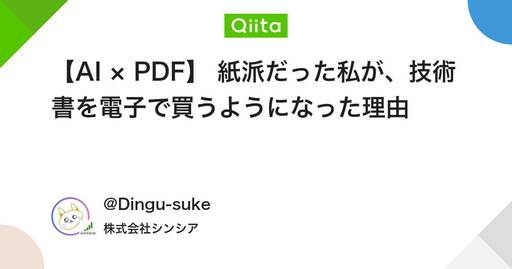 Qiita
【AI × PDF】 紙派だった私が、技術
書を電子で買うようになった理由
@Dingu-suke
株式会社シンシア